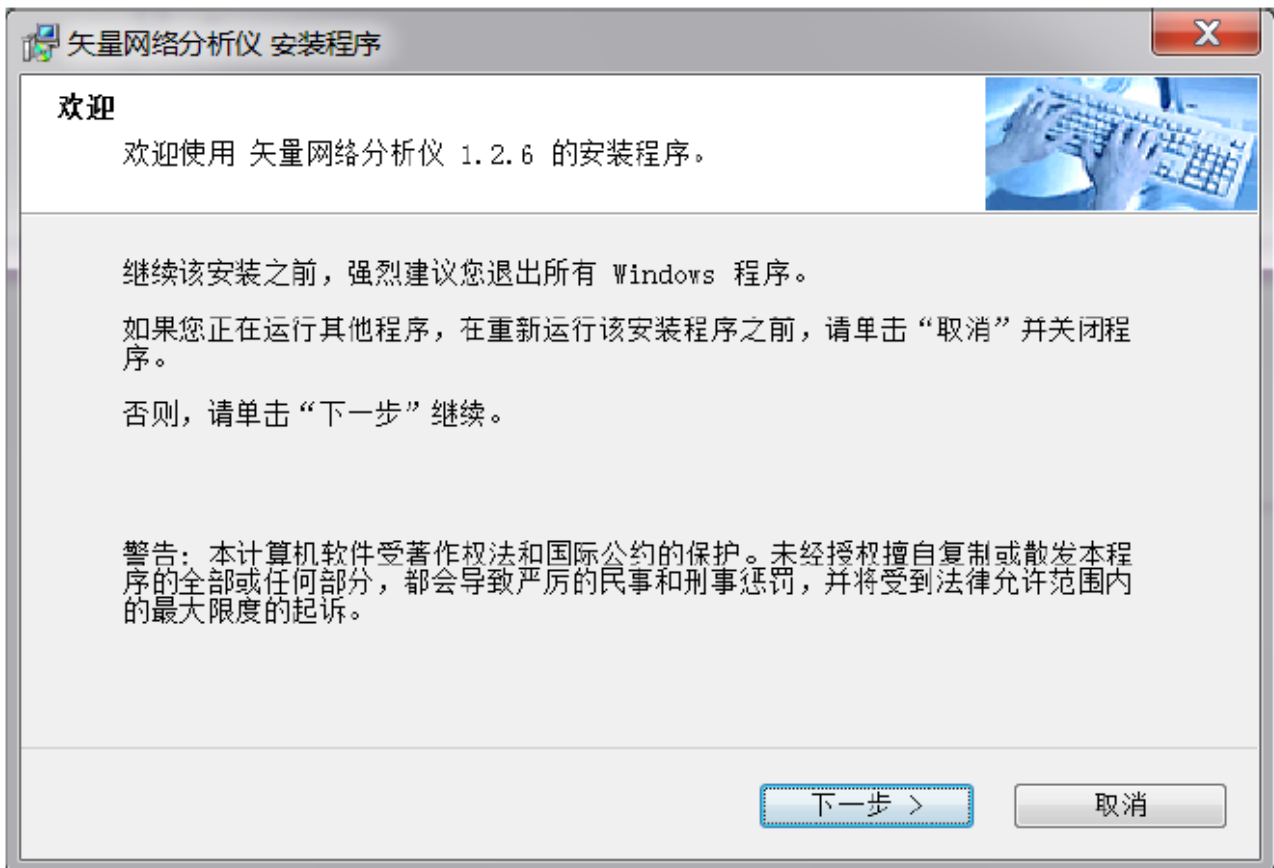 矢量网络分析仪 安装程序
欢迎
欢迎使用 矢量网络分析仪 1.2.6 的安装程序。
继续该安装之前，强烈建议您退出所有 Windows 程序。
如果您正在运行其他程序，在重新运行该安装程序之前，请单击“取消”并关闭程
序。
否则，请单击“下一步”继续。
警告: 本计算机软件受著作权法和国际公约的保护。未经授权擅自复制或散发本程
序的全部或任何部分，都会导致严厉的民事和刑事惩罚，并将受到法律允许范围内
的最大限度的起诉。
下一步 >
取消